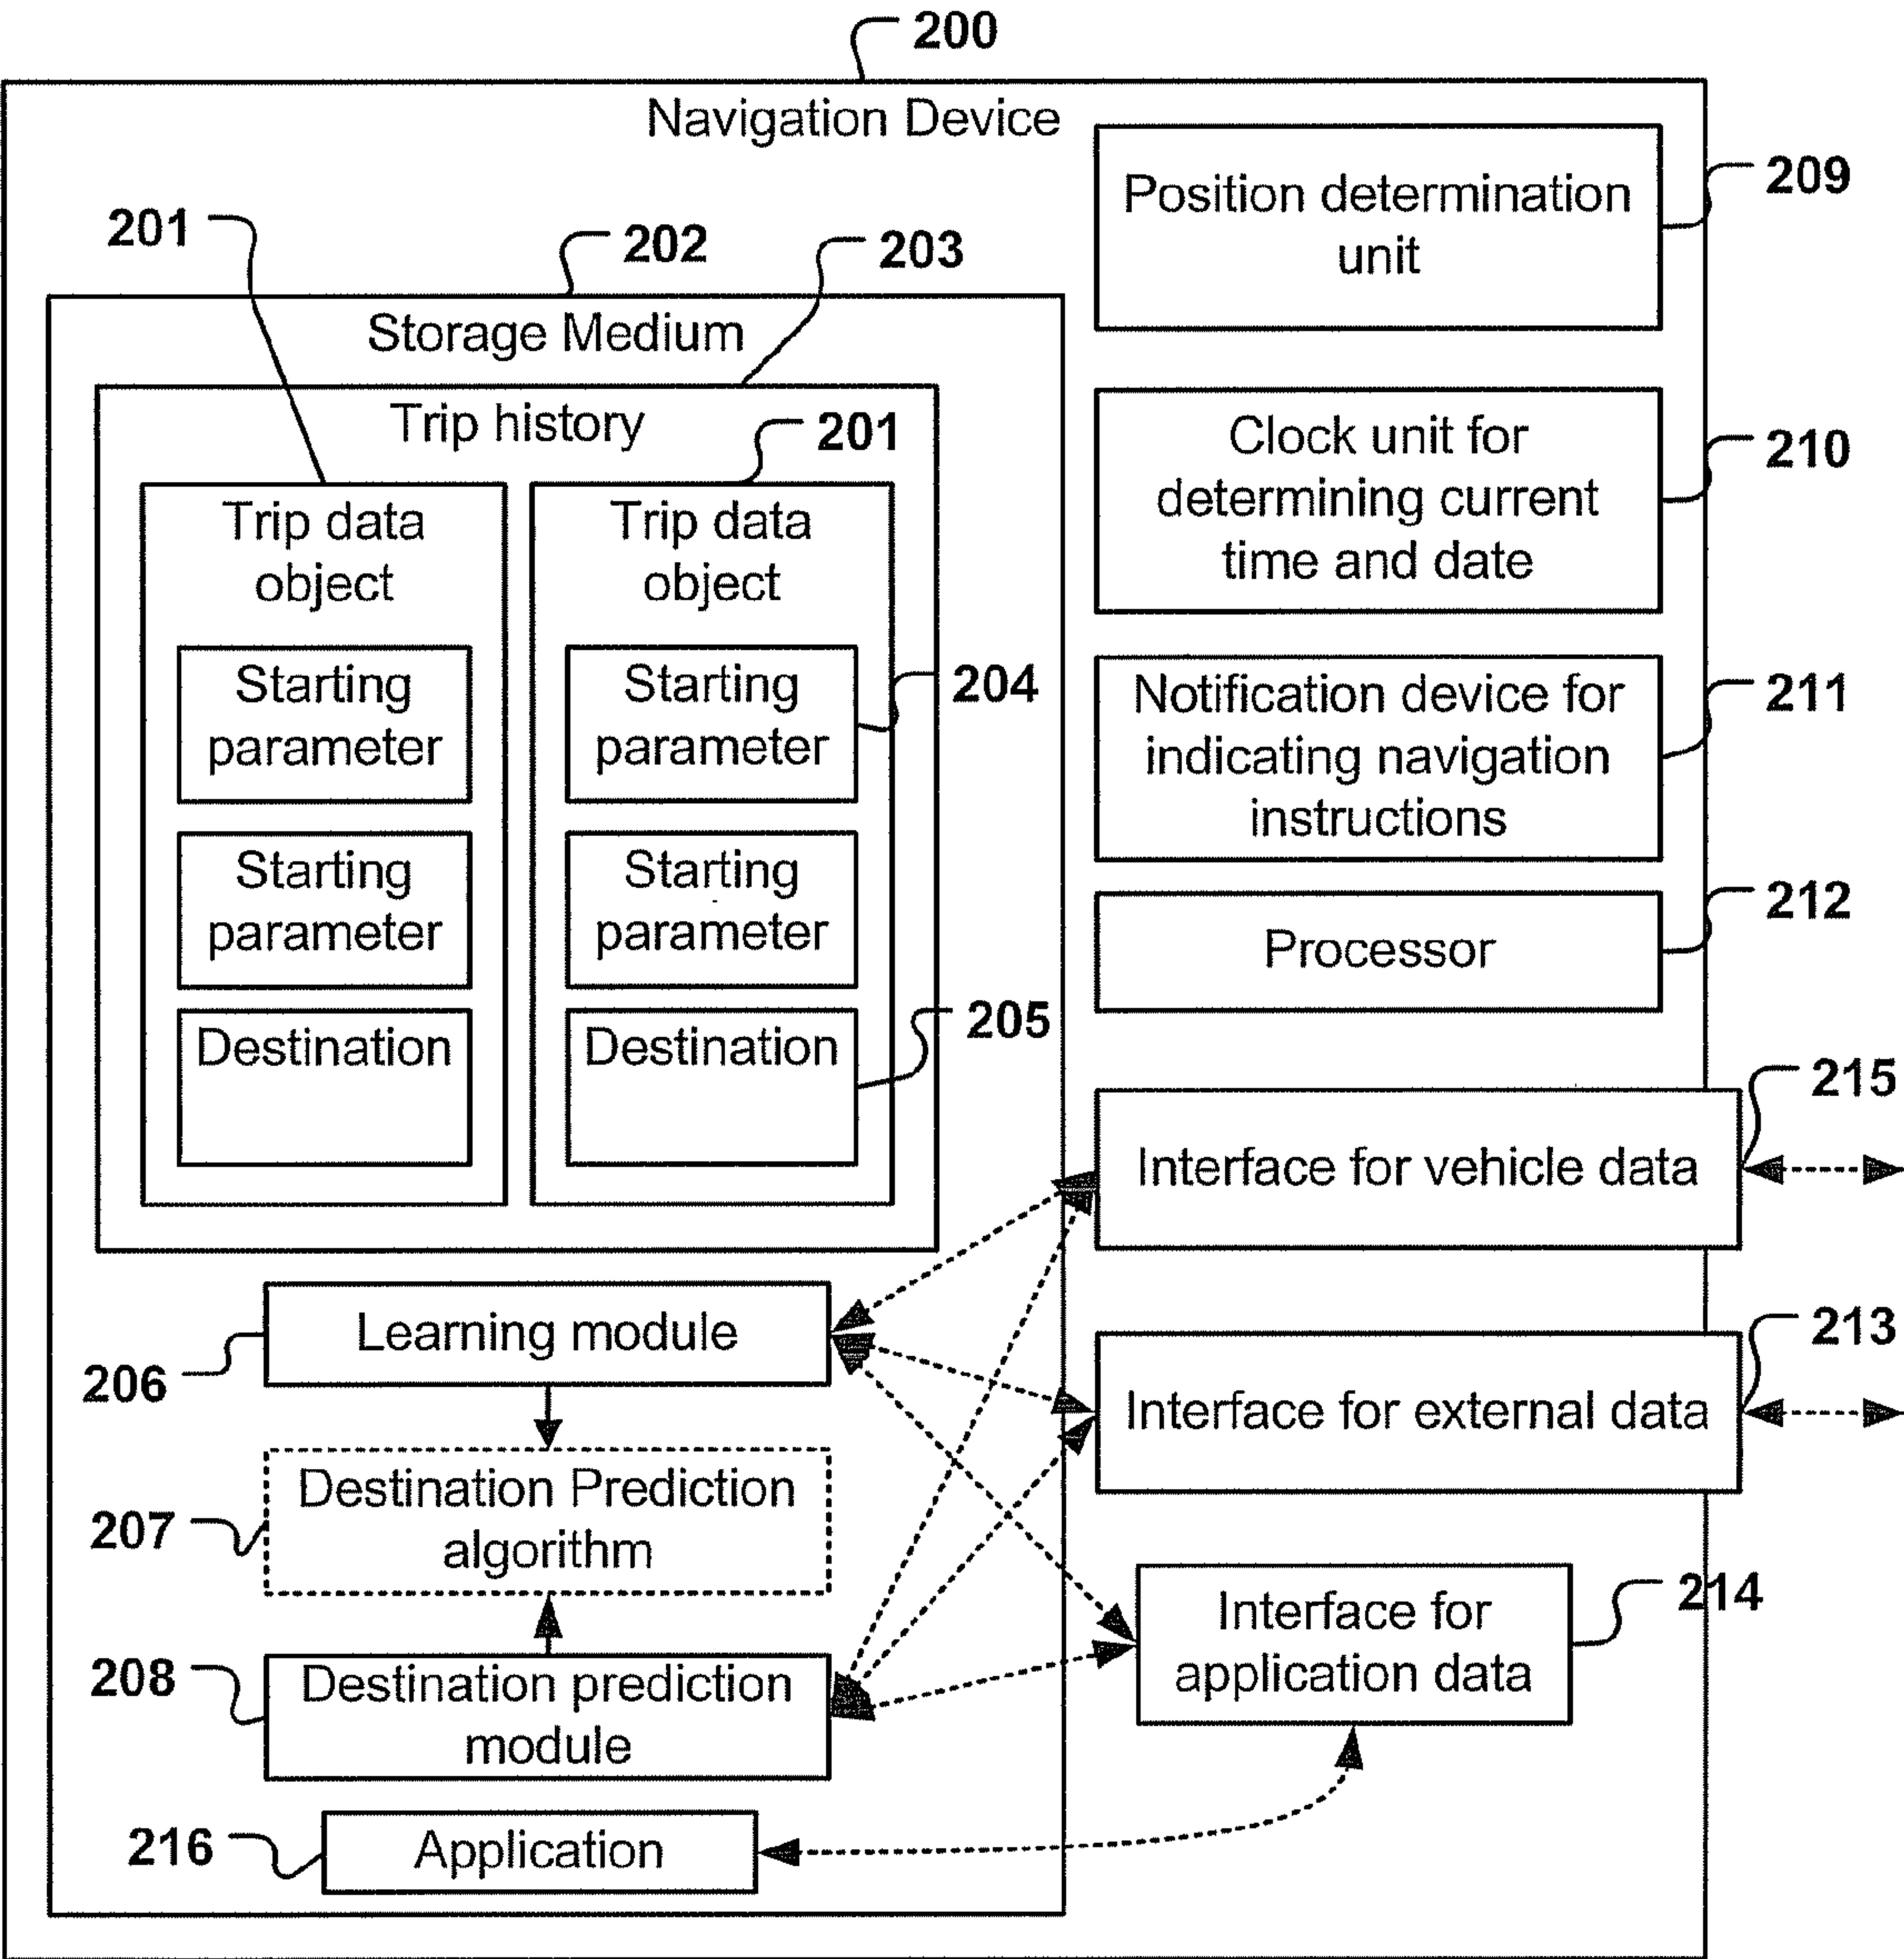 200
Navigation Device
Position determination
unit
209
201
202
203
Storage Medium
Trip history
201
Clock unit for
determining current
time and date
210
Trip data
object
Trip data
object
Starting
parameter
Starting
parameter
204
Notification device for
indicating navigation
instructions
211
Starting
parameter
Starting
parameter
Processor
212
Destination
Destination
205
215
Interface for vehicle data
Learning module
206
213
Interface for external data
Destination Prediction
algorithm
207
Interface for
application data
214
Destination prediction
module
208
Application
216